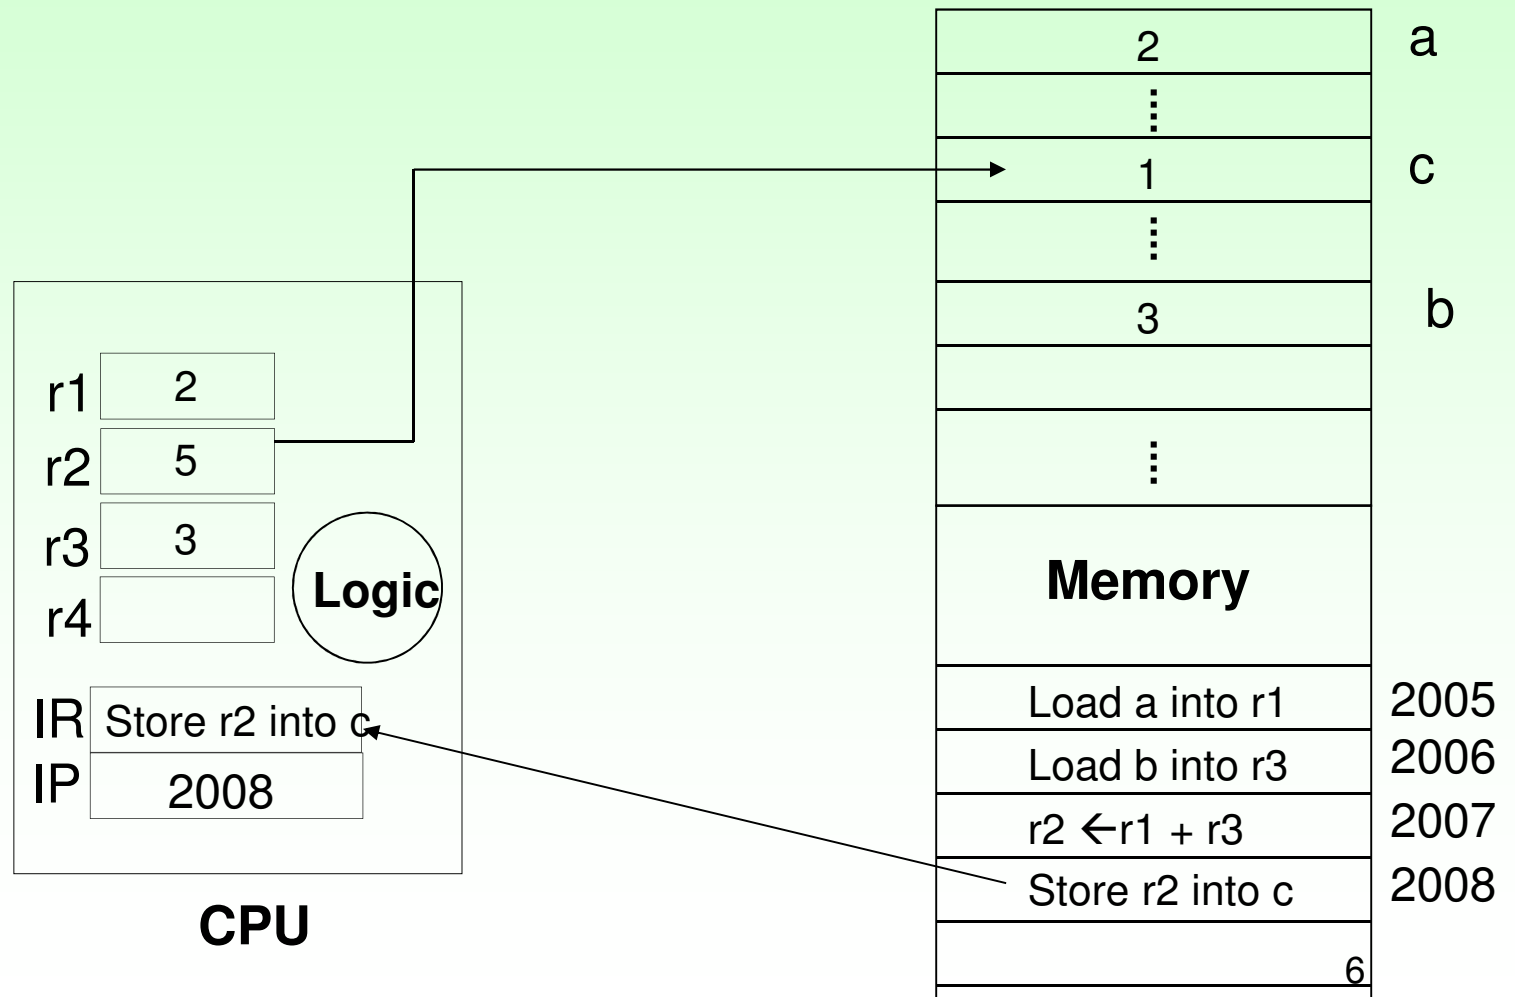 2 a
1 c
3 b
r1 2
r2 5
r3 3
r4
Logic
IR Store r2 into c
IP 2008
CPU
Memory
Load a into r1 2005
Load b into r3 2006
r2 ←r1 + r3 2007
Store r2 into c 2008
6